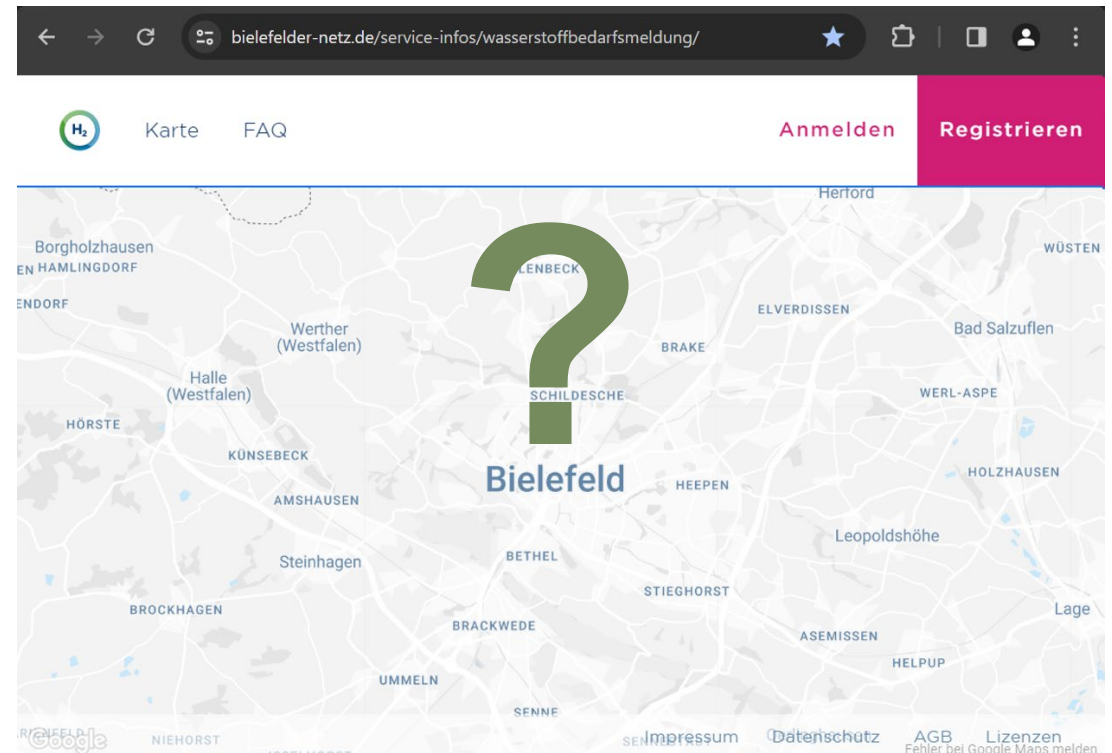 bielefelder-netz.de/service-infos/wasserstoffbedarfsmeldung/
H₂ Karte FAQ Anmelden Registrieren
Herford
?
Borgholzhausen
WÜSTEN
EN HAMLINGDORF
LENBECK
ENDORF
ELVERDISSEN
Werther
(Westfalen)
Bad Salzuflen
BRAKE
Halle
(Westfalen)
SCHILDESCHE
WERL-ASPE
HÖRSTE
KÜNSEBECK
Bielefeld
HOLZHAUSEN
HEEPEN
AMSHAUSEN
Leopoldshöhe
Steinhagen
BETHEL
STIEGHORST
BROCKHAGEN
Lage
BRACKWEDE
ASEMISSEN
HELPUP
UMMELN
SENNE
Google
NIEHORST
Impressum Datenschutz AGB Lizenzen
Fehler bei Google Maps melden